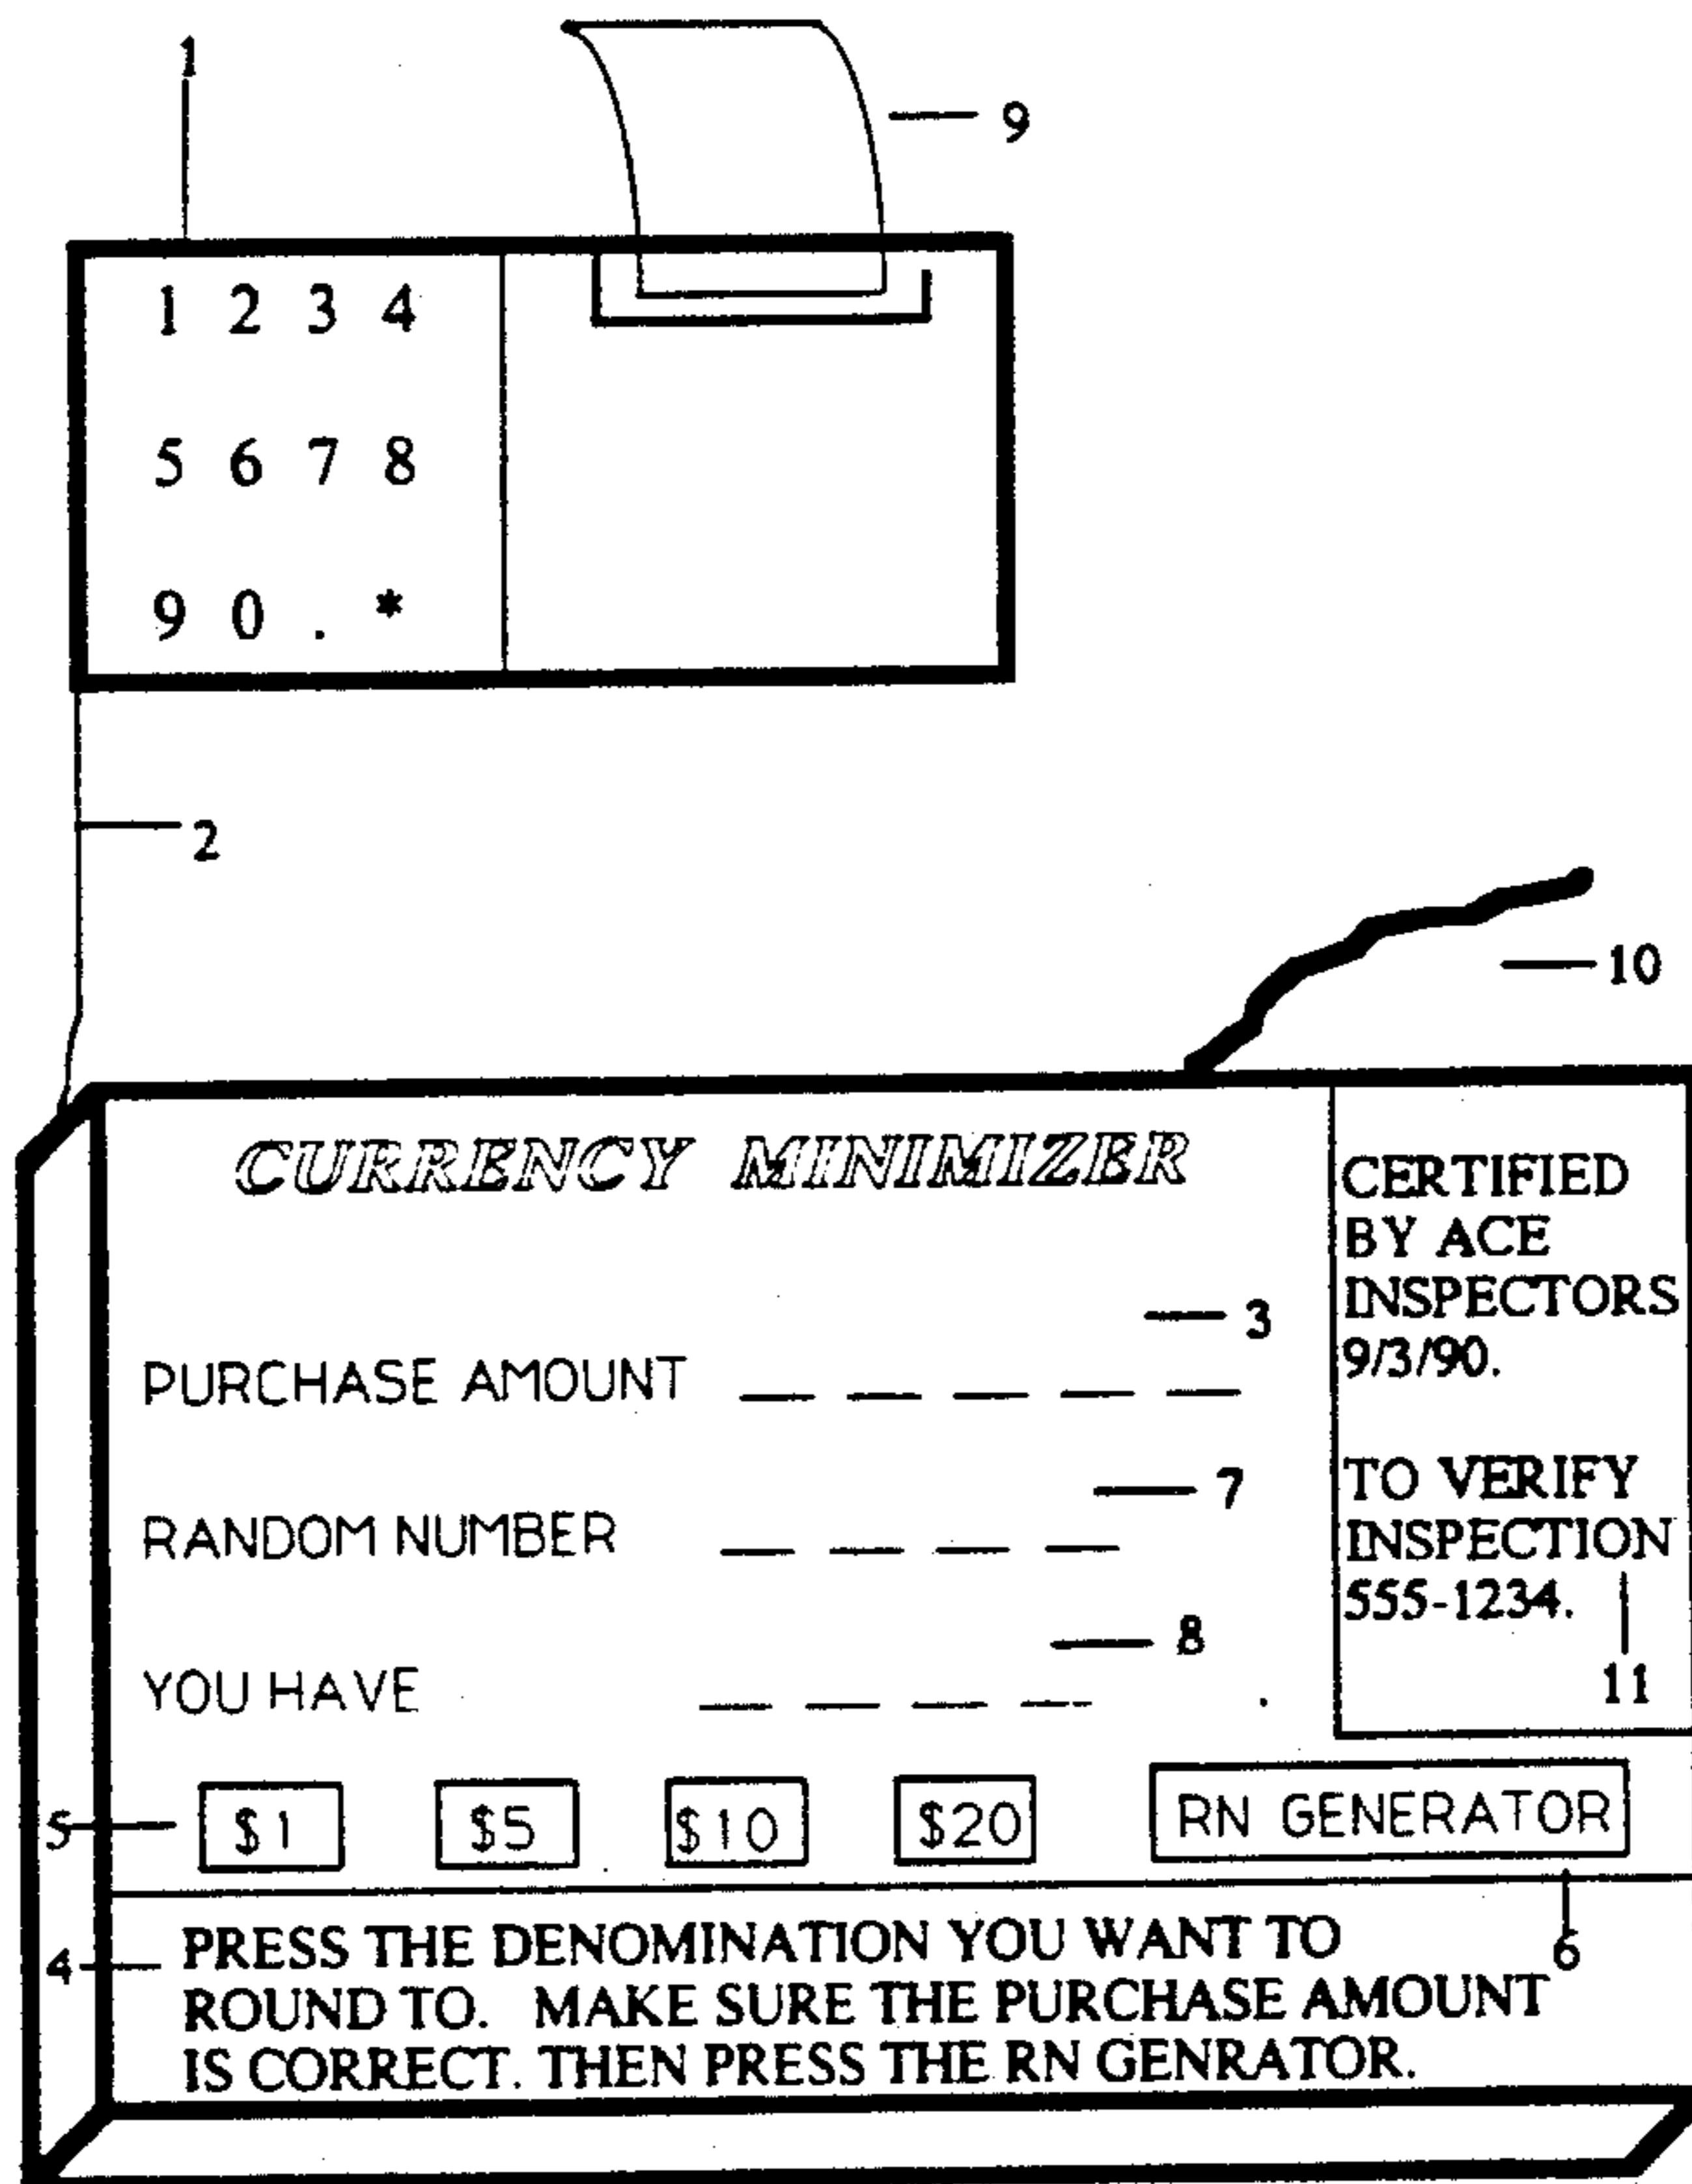 1
9
1 2 3 4
5 6 7 8
9 0 . *
2
10
CURRENCY MINIMIZER
CERTIFIED
BY ACE
INSPECTORS
9/3/90.
3
PURCHASE AMOUNT _ _ _ _ _
TO VERIFY
INSPECTION
555-1234.
11
7
RANDOM NUMBER _ _ _ _
8
YOU HAVE _ _ _ _ .
5
$1 $5 $10 $20 RN GENERATOR
6
4
PRESS THE DENOMINATION YOU WANT TO
ROUND TO. MAKE SURE THE PURCHASE AMOUNT
IS CORRECT. THEN PRESS THE RN GENRATOR.